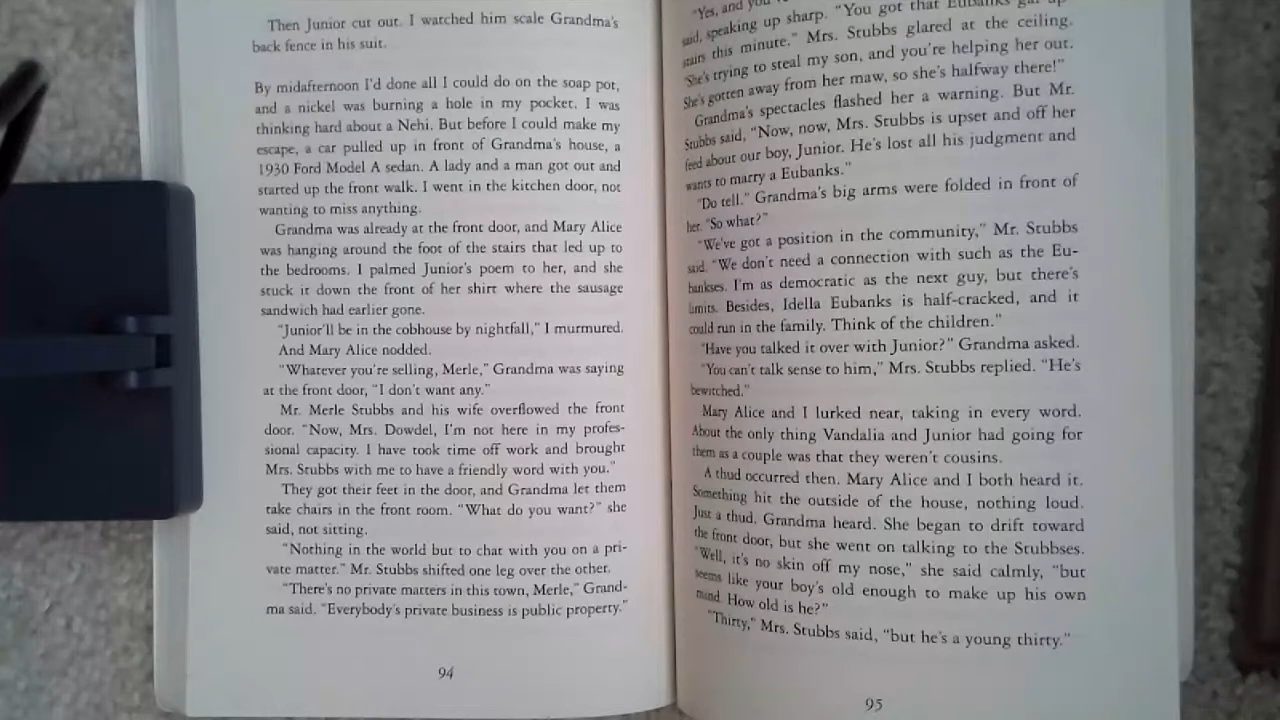 Then Junior cut out. I watched him scale Grandma's
back fence in his suit.
By midafternoon I'd done all I could do on the soap pot,
and a nickel was burning a hole in my pocket. I was
thinking hard about a Nehi. But before I could make my
escape, a car pulled up in front of Grandma's house, a
1930 Ford Model A sedan. A lady and a man got out and
started up the front walk. I went in the kitchen door, not
wanting to miss anything.
Grandma was already at the front door, and Mary Alice
was hanging around the foot of the stairs that led up to
the bedrooms. I palmed Junior's poem to her, and she
stuck it down the front of her shirt where the sausage
sandwich had earlier gone.
"Junior'll be in the cobhouse by nightfall," I murmured.
And Mary Alice nodded.
"Whatever you're selling, Merle," Grandma was saying
at the front door, "I don't want any."
Mr. Merle Stubbs and his wife overflowed the front
door. "Now, Mrs. Dowdel, I'm not here in my profes-
sional capacity. I have took time off work and brought
Mrs. Stubbs with me to have a friendly word with you."
They got their feet in the door, and Grandma let them
take chairs in the front room. "What do you want?" she
said, not sitting.
"Nothing in the world but to chat with you on a pri-
vate matter." Mr. Stubbs shifted one leg over the other.
"There's no private matters in this town, Merle," Grand-
ma said. "Everybody's private business is public property."
94
"Yes, and you
said, speaking up sharp. "You got that Eubanks gal up-
stairs this minute." Mrs. Stubbs glared at the ceiling.
"She's trying to steal my son, and you're helping her out.
She's gotten away from her maw, so she's halfway there!"
Grandma's spectacles flashed her a warning. But Mr.
Stubbs said, "Now, now, Mrs. Stubbs is upset and off her
feed about our boy, Junior. He's lost all his judgment and
wants to marry a Eubanks."
"Do tell." Grandma's big arms were folded in front of
her. "So what?"
"We've got a position in the community," Mr. Stubbs
said. "We don't need a connection with such as the Eu-
bankses. I'm as democratic as the next guy, but there's
limits. Besides, Idella Eubanks is half-cracked, and it
could run in the family. Think of the children."
"Have you talked it over with Junior?" Grandma asked.
"You can't talk sense to him," Mrs. Stubbs replied. "He's
bewitched."
Mary Alice and I lurked near, taking in every word.
About the only thing Vandalia and Junior had going for
them as a couple was that they weren't cousins.
A thud occurred then. Mary Alice and I both heard it.
Something hit the outside of the house, nothing loud.
Just a thud. Grandma heard. She began to drift toward
the front door, but she went on talking to the Stubbses.
"Well, it's no skin off my nose," she said calmly, "but
seems like your boy's old enough to make up his own
mind. How old is he?"
"Thirty," Mrs. Stubbs said, "but he's a young thirty."
95